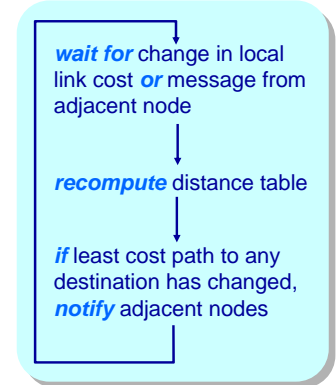 wait for change in local
link cost or message from
adjacent node
recompute distance table
if least cost path to any
destination has changed,
notify adjacent nodes